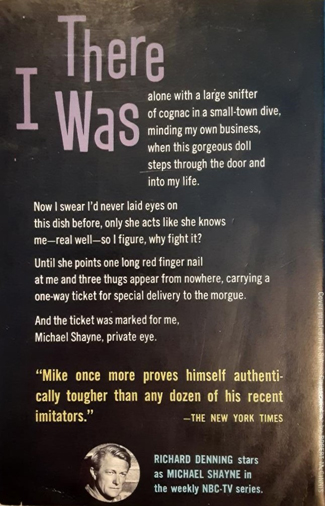 There
I Was
alone with a large snifter
of cognac in a small-town dive,
minding my own business,
when this gorgeous doll
steps through the door and
into my life.
Now I swear I'd never laid eyes on
this dish before, only she acts like she knows
me—real well—so I figure, why fight it?
Until she points one long red finger nail
at me and three thugs appear from nowhere, carrying a
one-way ticket for special delivery to the morgue.
And the ticket was marked for me,
Michael Shayne, private eye.
"Mike once more proves himself authenti-
cally tougher than any dozen of his recent
imitators."
—THE NEW YORK TIMES
RICHARD DENNING stars
as MICHAEL SHAYNE in
the weekly NBC-TV series.